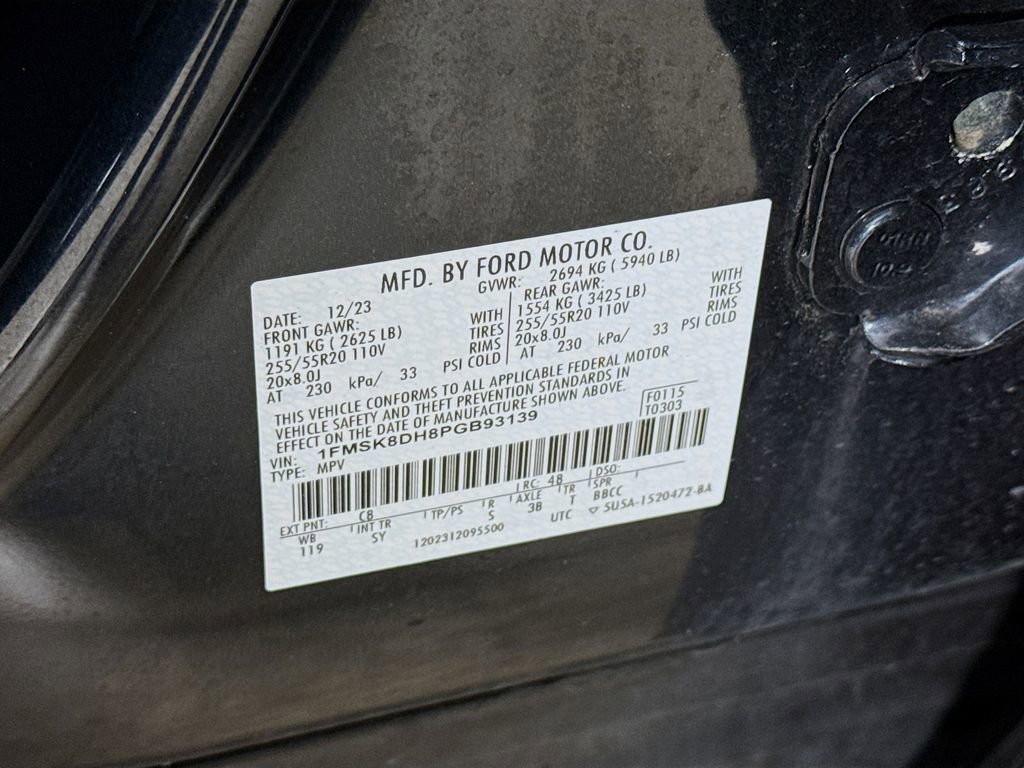 MFD. BY FORD MOTOR CO.
DATE: 12/23 GVWR: 2694 KG ( 5940 LB)
FRONT GAWR: WITH REAR GAWR: WITH
1191 KG ( 2625 LB) TIRES 1554 KG ( 3425 LB) TIRES
255/55R20 110V RIMS 255/55R20 110V RIMS
20x8.0J PSI COLD 20x8.0J PSI COLD
AT 230 kPa/ 33 AT 230 kPa/ 33
THIS VEHICLE CONFORMS TO ALL APPLICABLE FEDERAL MOTOR
VEHICLE SAFETY AND THEFT PREVENTION STANDARDS IN
EFFECT ON THE DATE OF MANUFACTURE SHOWN ABOVE.
VIN: 1FMSK8DH8PGB93139 F0115
TYPE: MPV T0303
EXT PNT: C8 RC: 48 DSO:
WB INT TR TP/PS R AXLE TR SPR
119 SY S 3B T BBCC
1202312095500 UTC ▽ SU5A-1520472-BA